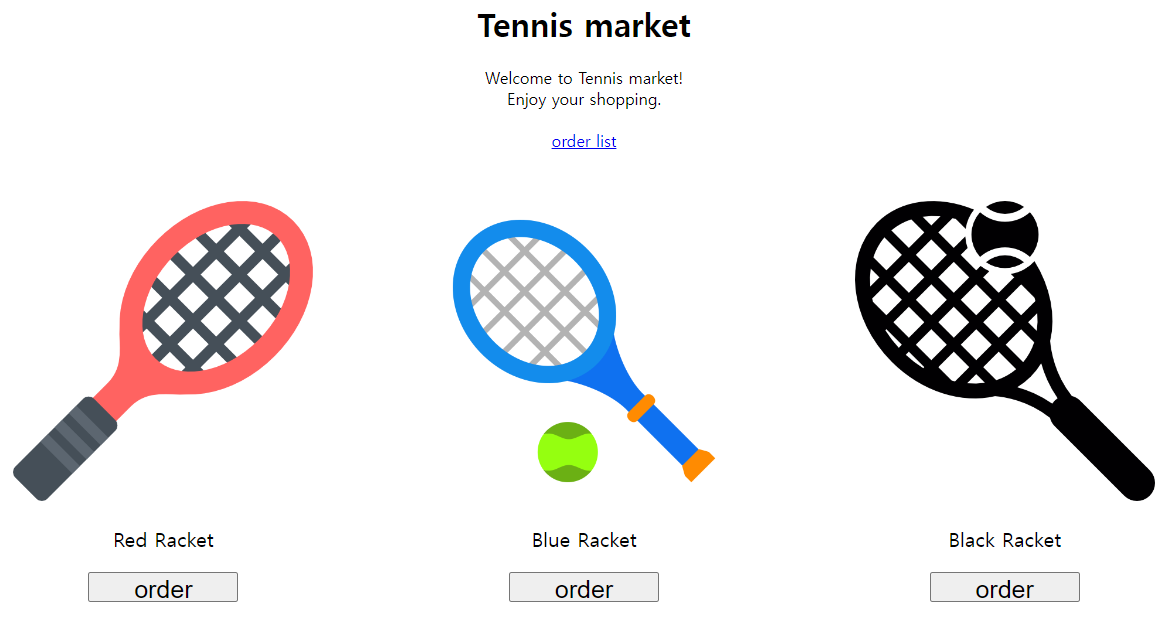 Tennis market
Welcome to Tennis market!
Enjoy your shopping.
order list
Red Racket
Blue Racket
Black Racket
order
order
order